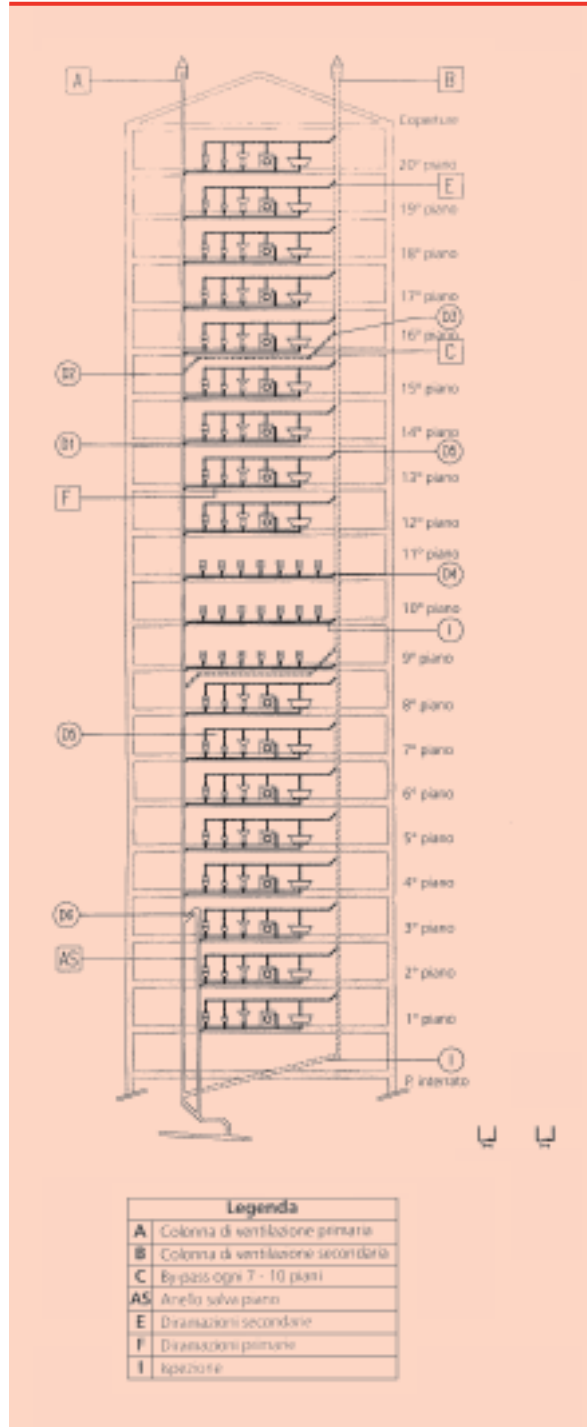 A
B
Coperture
20° piano
E
19° piano
18° piano
17° piano
D3
16° piano
C
D2
15° piano
14° piano
D1
D5
13° piano
F
12° piano
11° piano
D4
10° piano
I
9° piano
8° piano
D5
7° piano
6° piano
5° piano
4° piano
D6
3° piano
AS
2° piano
1° piano
I
P. interrato
Legenda
A Colonna di ventilazione primaria
B Colonna di ventilazione secondaria
C By-pass ogni 7 - 10 piani
AS Anello salva piano
E Diramazioni secondarie
F Diramazioni primarie
I Ispezione